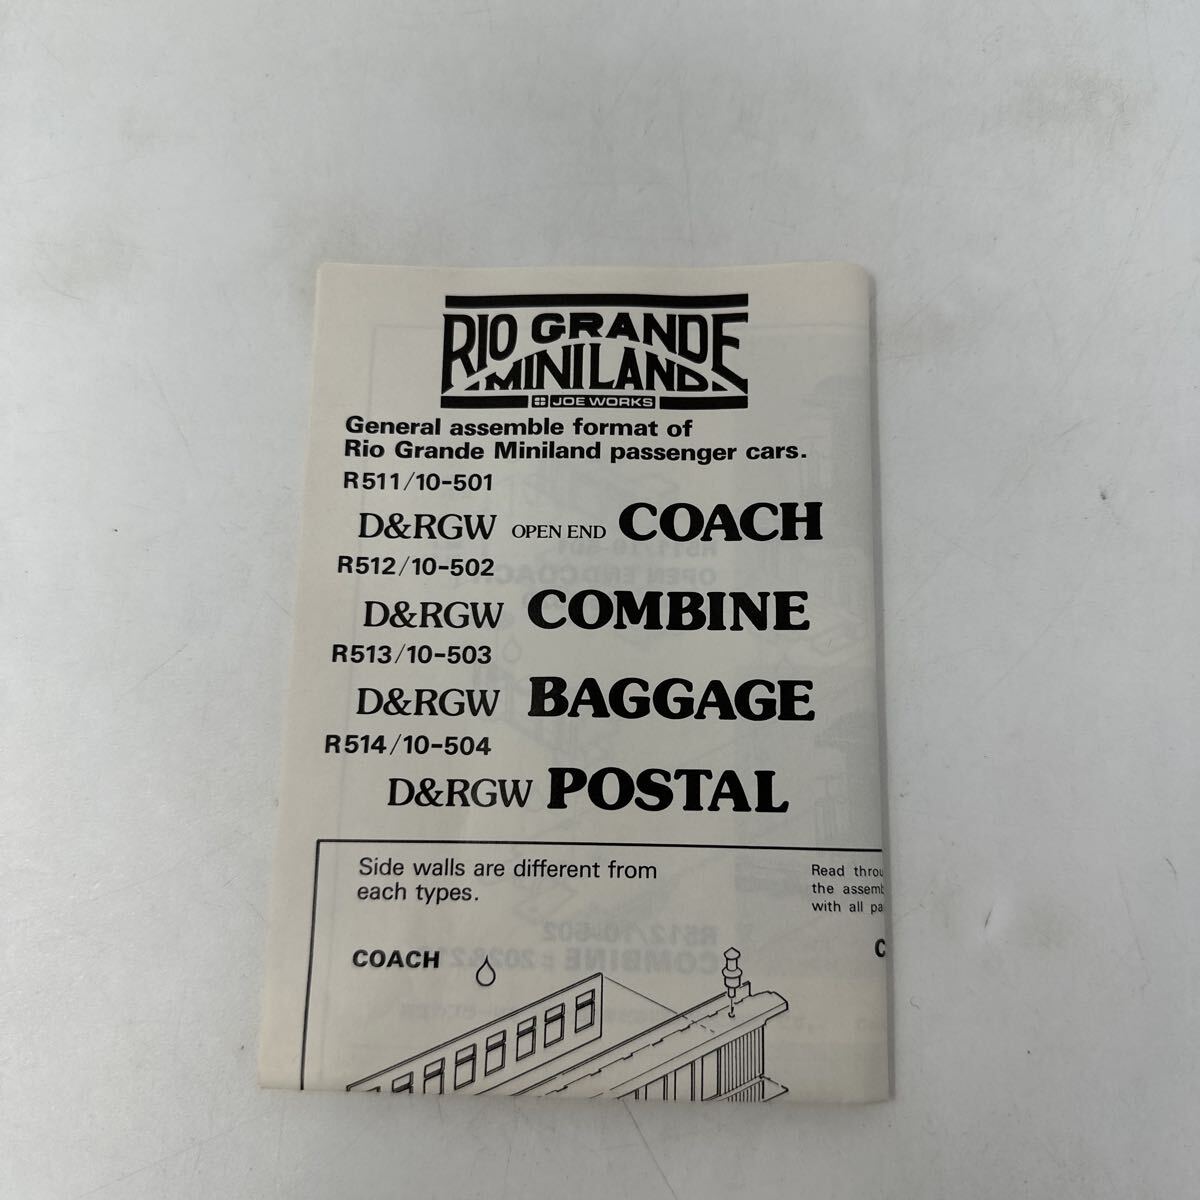 RIO GRANDE
MINILAND
JOE WORKS
General assemble format of
Rio Grande Miniland passenger cars.
R511/10-501
D&RGW OPEN END COACH
R512/10-502
D&RGW COMBINE
R513/10-503
D&RGW BAGGAGE
R514/10-504
D&RGW POSTAL
Side walls are different from
each types.
Read throu
the assemb
with all pa
COACH
C